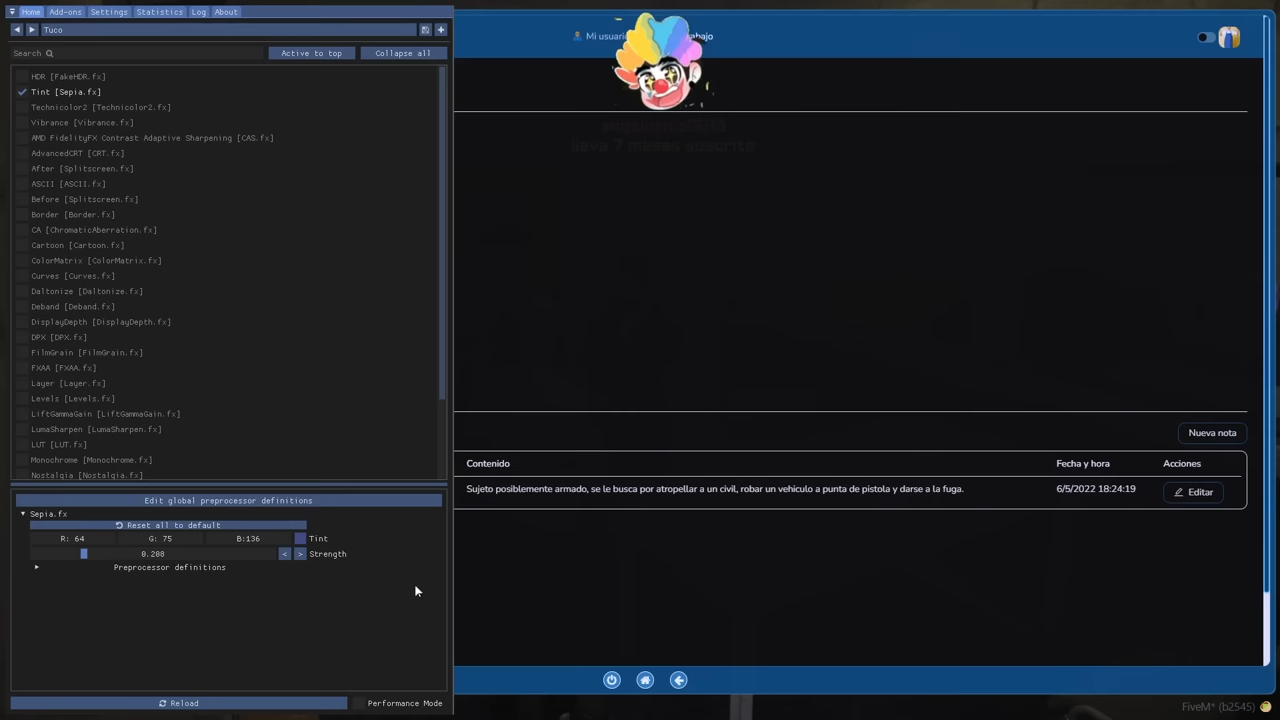 Home Add-ons Settings Statistics Log About
Tuco
Search Active to top Collapse all
HDR [FakeHDR.fx]
Tint [Sepia.fx]
Technicolor2 [Technicolor2.fx]
Vibrance [Vibrance.fx]
AMD FidelityFX Contrast Adaptive Sharpening [CAS.fx]
AdvancedCRT [CRT.fx]
After [Splitscreen.fx]
ASCII [ASCII.fx]
Before [Splitscreen.fx]
Border [Border.fx]
CA [ChromaticAberration.fx]
Cartoon [Cartoon.fx]
ColorMatrix [ColorMatrix.fx]
Curves [Curves.fx]
Daltonize [Daltonize.fx]
Deband [Deband.fx]
DisplayDepth [DisplayDepth.fx]
DPX [DPX.fx]
FilmGrain [FilmGrain.fx]
FXAA [FXAA.fx]
Layer [Layer.fx]
Levels [Levels.fx]
LiftGammaGain [LiftGammaGain.fx]
LumaSharpen [LumaSharpen.fx]
LUT [LUT.fx]
Monochrome [Monochrome.fx]
Nostalgia [Nostalgia.fx]
Edit global preprocessor definitions
Sepia.fx
Reset all to default
R: 64 G: 75 B:136 Tint
0.208 < > Strength
Preprocessor definitions
Reload Performance Mode
Mi usuari
lleva 7 meses suscrito
Nueva nota
Contenido Fecha y hora Acciones
Sujeto posiblemente armado, se le busca por atropellar a un civil, robar un vehiculo a punta de pistola y darse a la fuga. 6/5/2022 18:24:19 Editar
FiveM* (b2545)